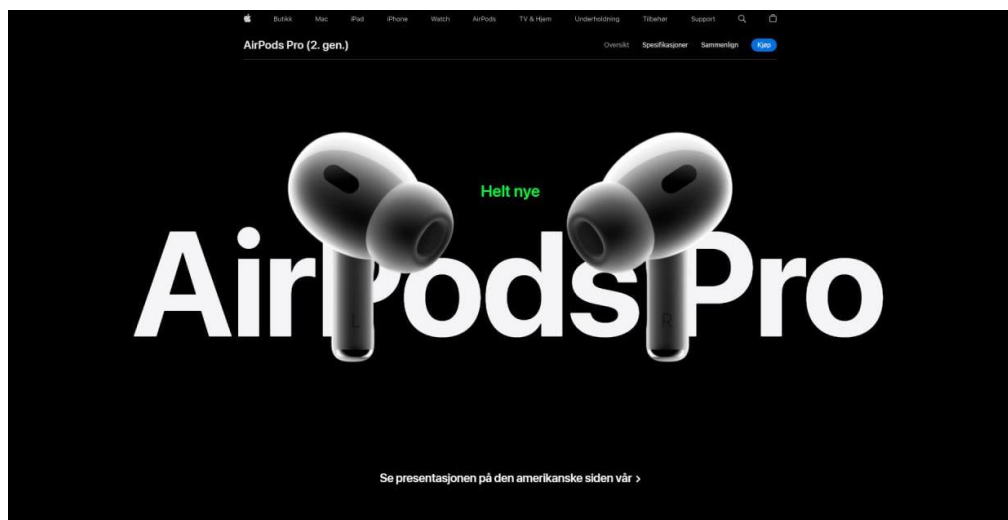 Butikk Mac iPad iPhone Watch AirPods TV & Hjem Underholdning Tilbehør Support
AirPods Pro (2. gen.) Oversikt Spesifikasjoner Sammenlign Kjøp
Helt nye
AirPods Pro
L R
Se presentasjonen på den amerikanske siden vår >